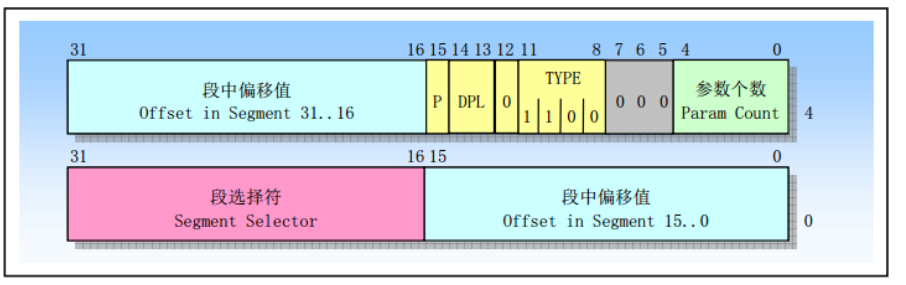 31 16 15 14 13 12 11 8 7 6 5 4 0
段中偏移值
Offset in Segment 31..16
P DPL 0
TYPE
1 1 0 0
0 0 0
参数个数
Param Count
4
31 16 15 0
段选择符
Segment Selector
段中偏移值
Offset in Segment 15..0
0